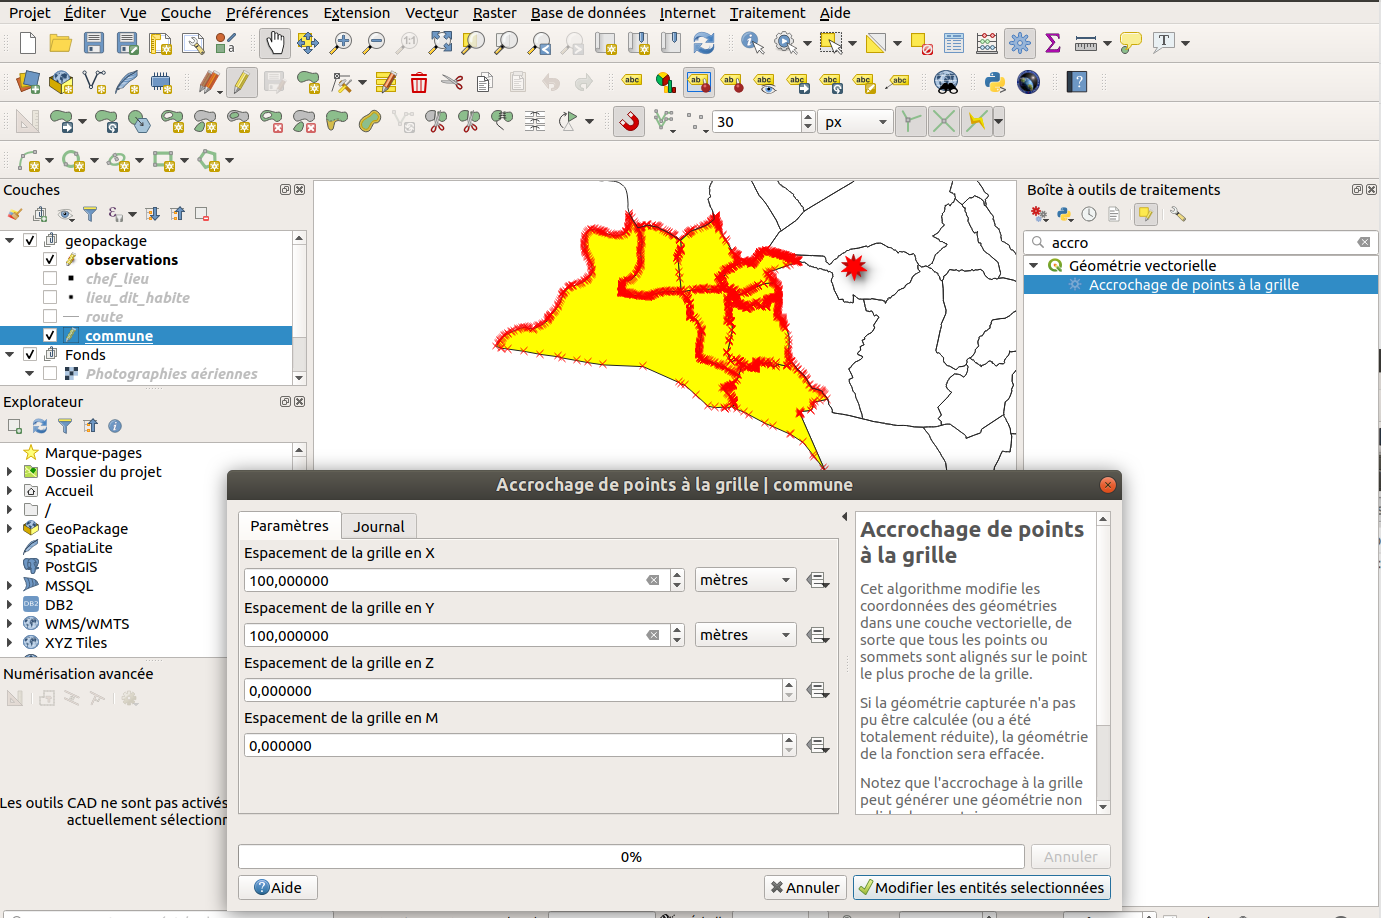 Projet Éditer Vue Couche Préférences Extension Vecteur Raster Base de données Internet Traitement Aide
30 px
Couches
geopackage
observations
chef_lieu
lieu_dit_habite
route
commune
Fonds
Photographies aériennes
Explorateur
Marque-pages
Dossier du projet
Accueil
/
GeoPackage
SpatiaLite
PostGIS
MSSQL
DB2
WMS/WMTS
XYZ Tiles
Numérisation avancée
Les outils CAD ne sont pas activés
actuellement sélectionn
Boîte à outils de traitements
accro
Géométrie vectorielle
Accrochage de points à la grille
Accrochage de points à la grille | commune
Paramètres Journal
Espacement de la grille en X
100,000000 mètres
Espacement de la grille en Y
100,000000 mètres
Espacement de la grille en Z
0,000000
Espacement de la grille en M
0,000000
Accrochage de points
à la grille
Cet algorithme modifie les
coordonnées des géométries
dans une couche vectorielle, de
sorte que tous les points ou
sommets sont alignés sur le point
le plus proche de la grille.
Si la géométrie capturée n'a pas
pu être calculée (ou a été
totalement réduite), la géométrie
de la fonction sera effacée.
Notez que l'accrochage à la grille
peut générer une géométrie non
0%
Annuler
Aide
Annuler
Modifier les entités selectionnées